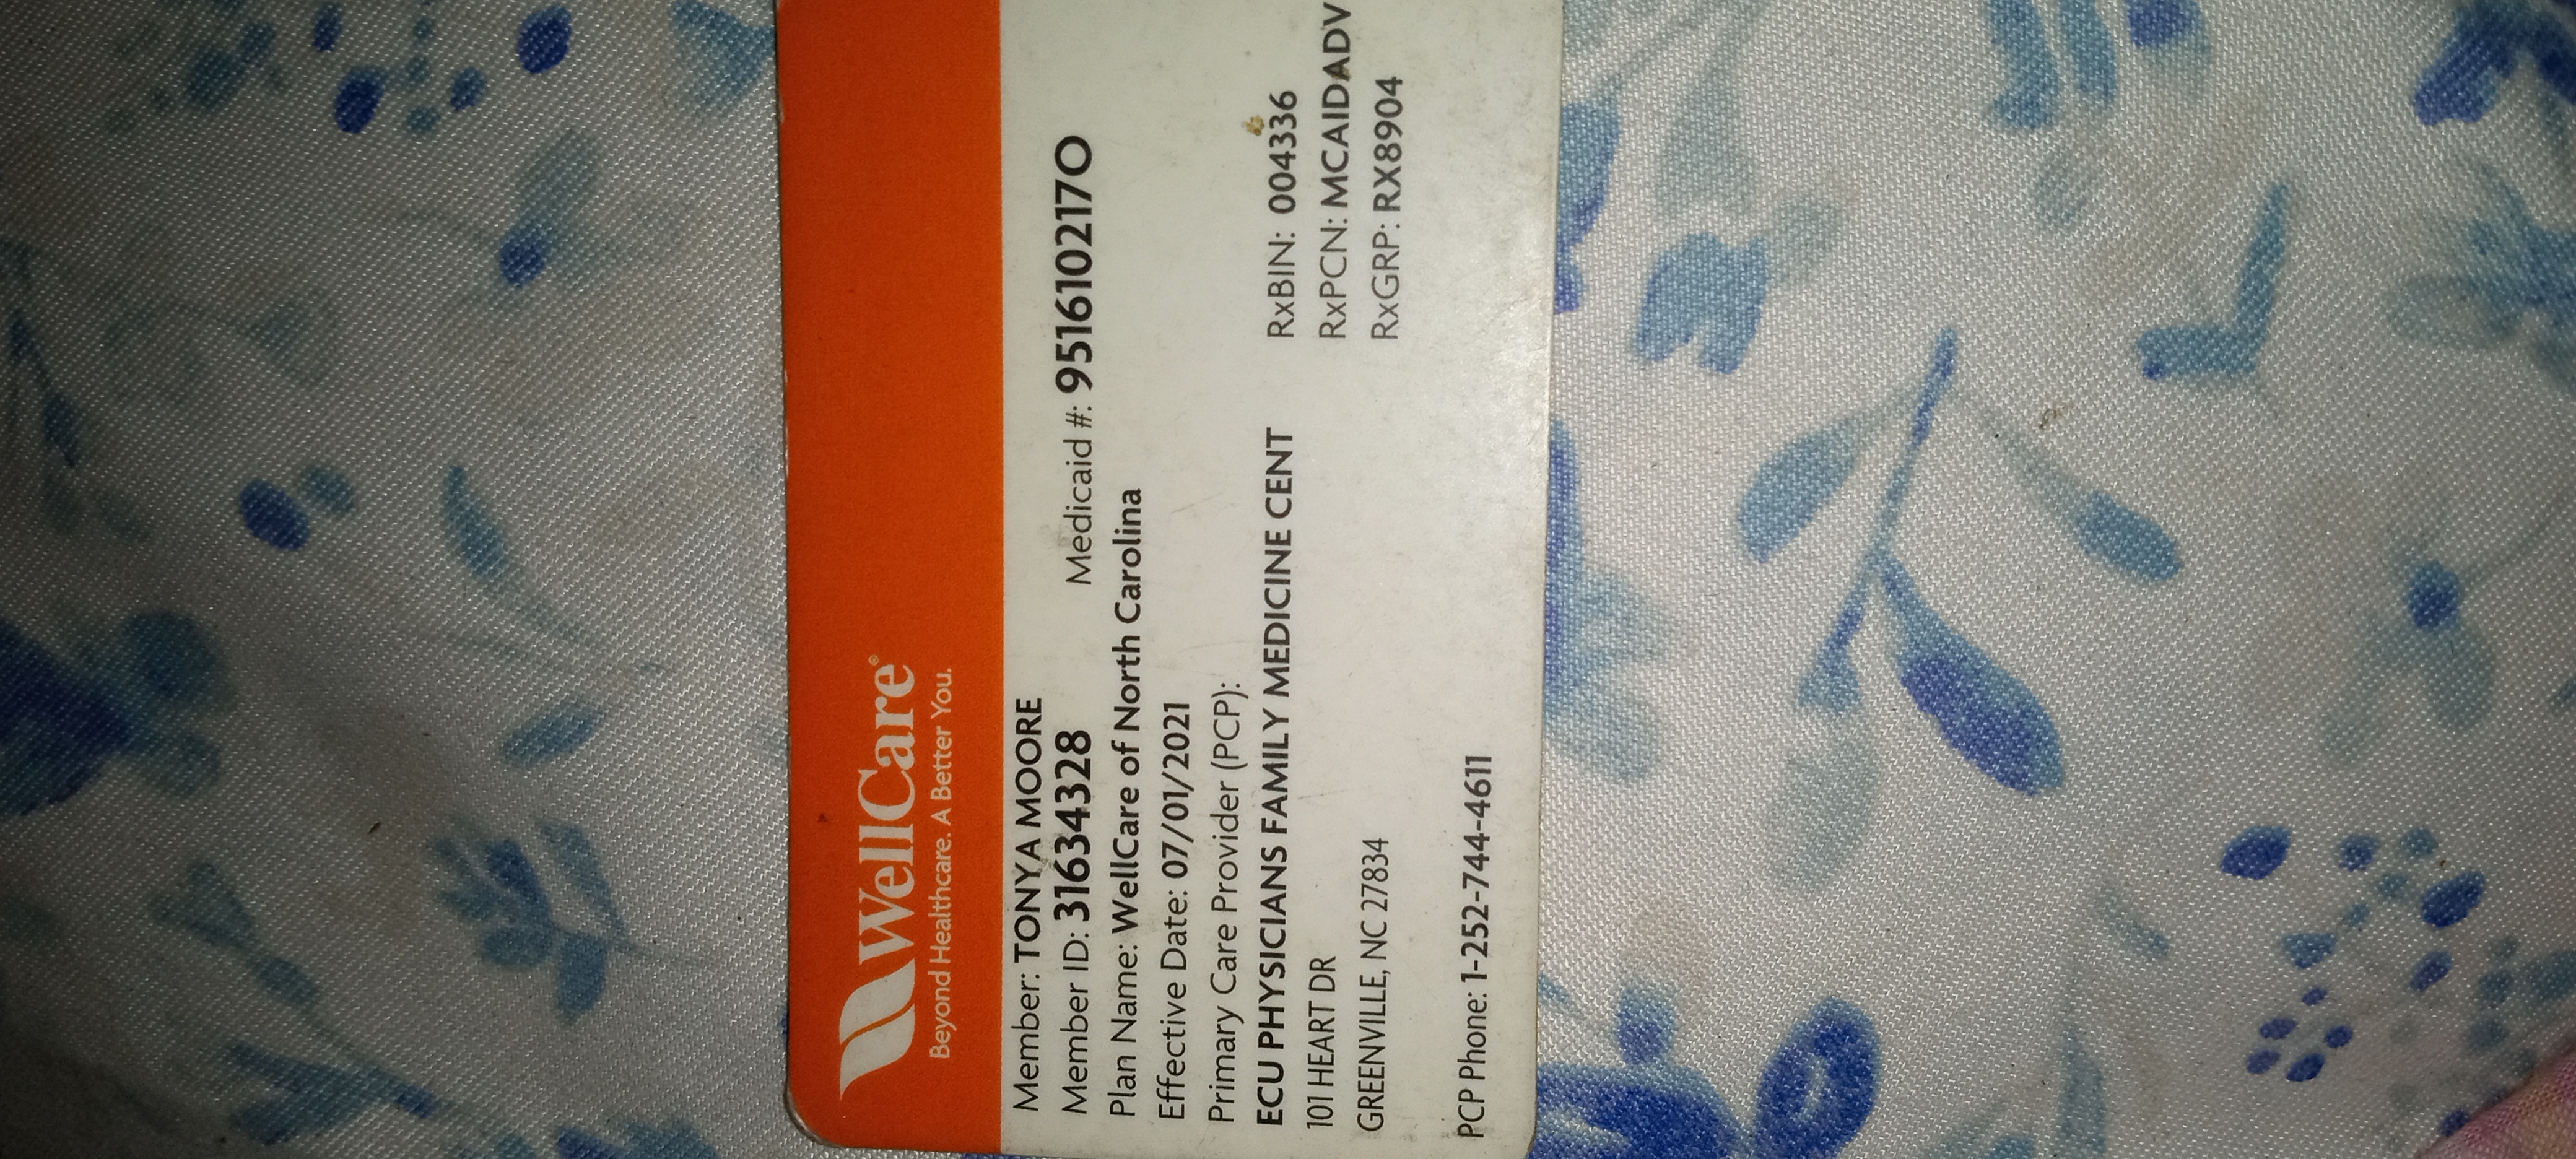 WellCare®
Beyond Healthcare. A Better You.
Member: TONYA MOORE
Member ID: 31634328 Medicaid #: 951610217O
Plan Name: WellCare of North Carolina
Effective Date: 07/01/2021
Primary Care Provider (PCP):
ECU PHYSICIANS FAMILY MEDICINE CENT RxBIN: 004336
101 HEART DR RxPCN: MCAIDADV
GREENVILLE, NC 27834 RxGRP: RX8904
PCP Phone: 1-252-744-4611